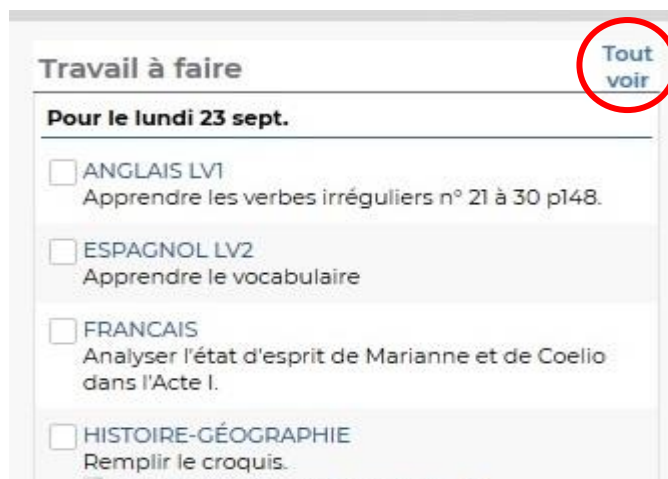 Travail à faire
Tout
voir
Pour le lundi 23 sept.
ANGLAIS LV1
Apprendre les verbes irréguliers n° 21 à 30 p148.
ESPAGNOL LV2
Apprendre le vocabulaire
FRANCAIS
Analyser l'état d'esprit de Marianne et de Coelio
dans l'Acte I.
HISTOIRE-GÉOGRAPHIE
Remplir le croquis.